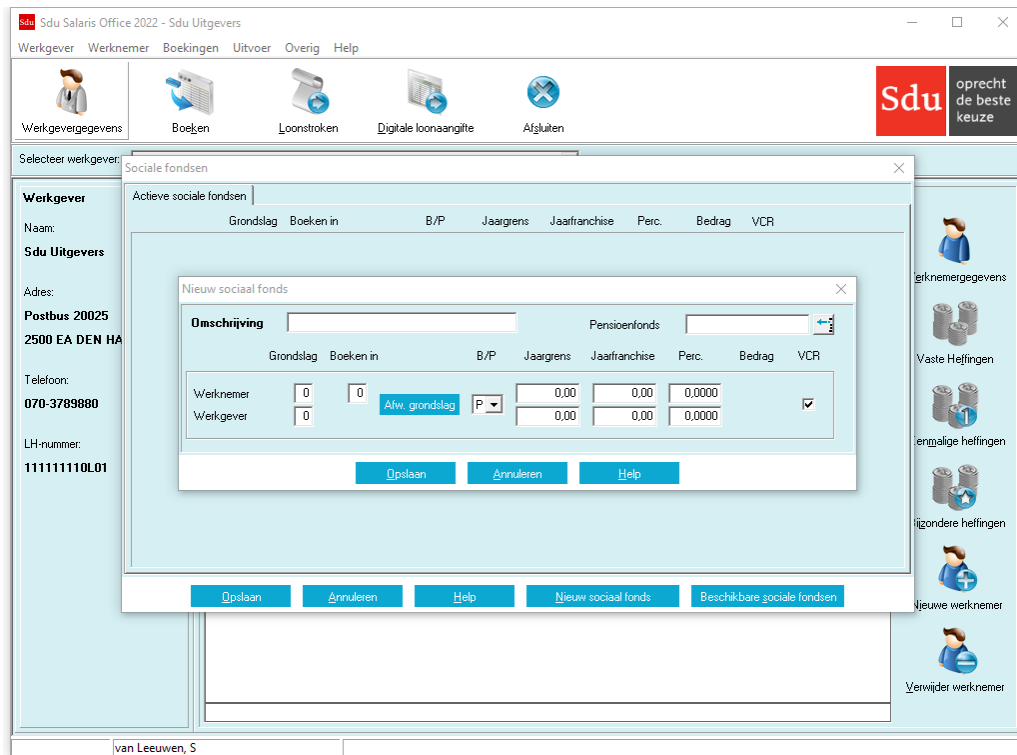 Sdu Sdu Salaris Office 2022 - Sdu Uitgevers
Werkgever Werknemer Boekingen Uitvoer Overig Help
Werkgevergegevens Boeken Loonstroken Digitale loonaangifte Afsluiten
Sdu oprecht
de beste
keuze
Selecteer werkgever:
Sociale fondsen
Actieve sociale fondsen
Grondslag Boeken in B/P Jaargrens Jaarfranchise Perc. Bedrag VCR
Werkgever
Naam:
Sdu Uitgevers
Adres:
Postbus 20025
2500 EA DEN HA
Telefoon:
070-3789880
LH-nummer:
111111110L01
Nieuw sociaal fonds
Omschrijving Pensioenfonds
Grondslag Boeken in B/P Jaargrens Jaarfranchise Perc. Bedrag VCR
Werknemer 0 0 Afw. grondslag P 0,00 0,00 0,0000
Werkgever 0 0,00 0,00 0,0000
Opslaan Annuleren Help
Opslaan Annuleren Help Nieuw sociaal fonds Beschikbare sociale fondsen
erknemergegevens
Vaste Heffingen
1
enmalige heffingen
ijzondere heffingen
Nieuwe werknemer
Verwijder werknemer
van Leeuwen, S